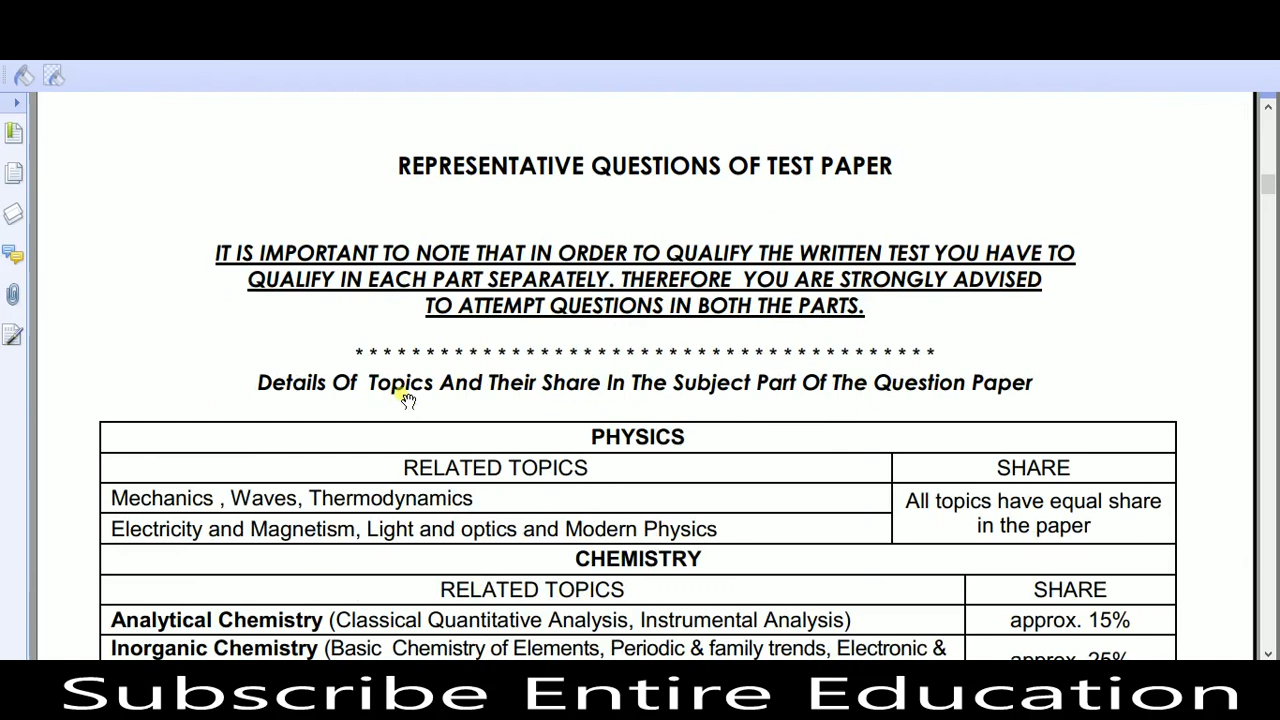 REPRESENTATIVE QUESTIONS OF TEST PAPER
IT IS IMPORTANT TO NOTE THAT IN ORDER TO QUALIFY THE WRITTEN TEST YOU HAVE TO
QUALIFY IN EACH PART SEPARATELY. THEREFORE YOU ARE STRONGLY ADVISED
TO ATTEMPT QUESTIONS IN BOTH THE PARTS.
* * * * * * * * * * * * * * * * * * * * * * * * * * * * * * * * * * * * * * * * *
Details Of Topics And Their Share In The Subject Part Of The Question Paper
PHYSICS
RELATED TOPICS SHARE
Mechanics , Waves, Thermodynamics
Electricity and Magnetism, Light and optics and Modern Physics
All topics have equal share
in the paper
CHEMISTRY
RELATED TOPICS SHARE
Analytical Chemistry (Classical Quantitative Analysis, Instrumental Analysis) approx. 15%
Inorganic Chemistry (Basic Chemistry of Elements, Periodic & family trends, Electronic & approx. 25%
Subscribe Entire Education